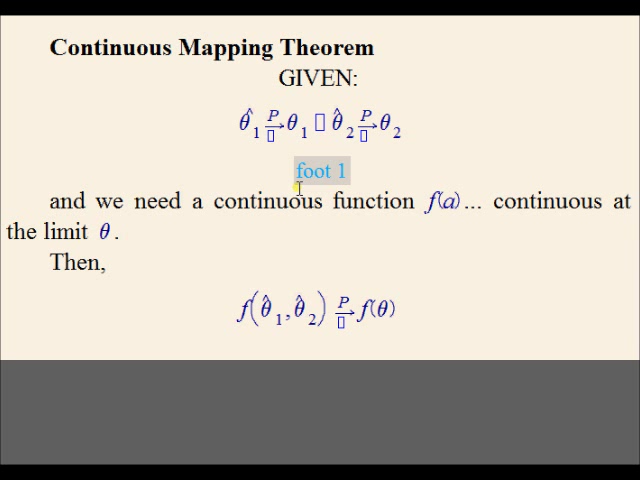 Continuous Mapping Theorem
GIVEN:
θ̂₁ P→ θ₁ □ θ̂₂ P→ θ₂
foot 1
and we need a continuous function f(a)... continuous at
the limit θ.
Then,
f(θ̂₁,θ̂₂) P→ f(θ)